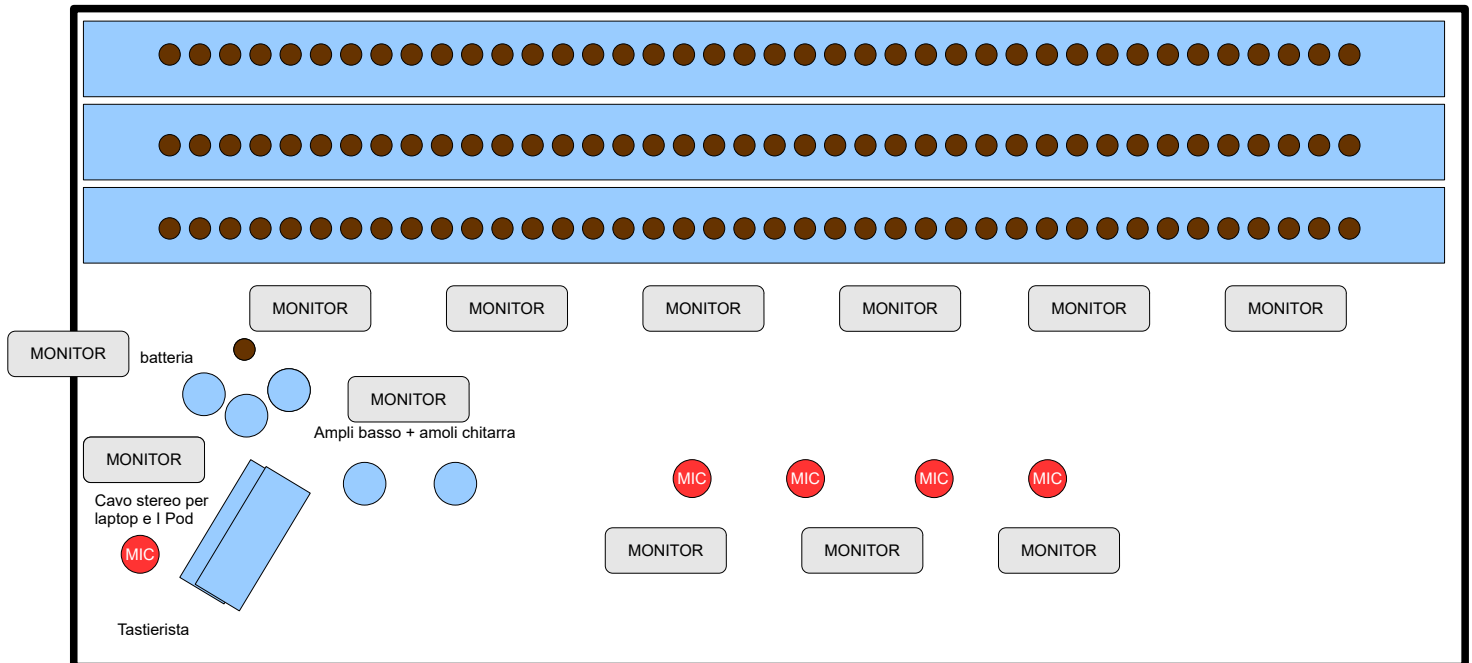 MONITOR MONITOR MONITOR MONITOR MONITOR MONITOR
MONITOR
batteria
MONITOR
Ampli basso + amoli chitarra
MONITOR
Cavo stereo per
laptop e I Pod
MIC MIC MIC MIC
MIC
MONITOR MONITOR MONITOR
Tastierista